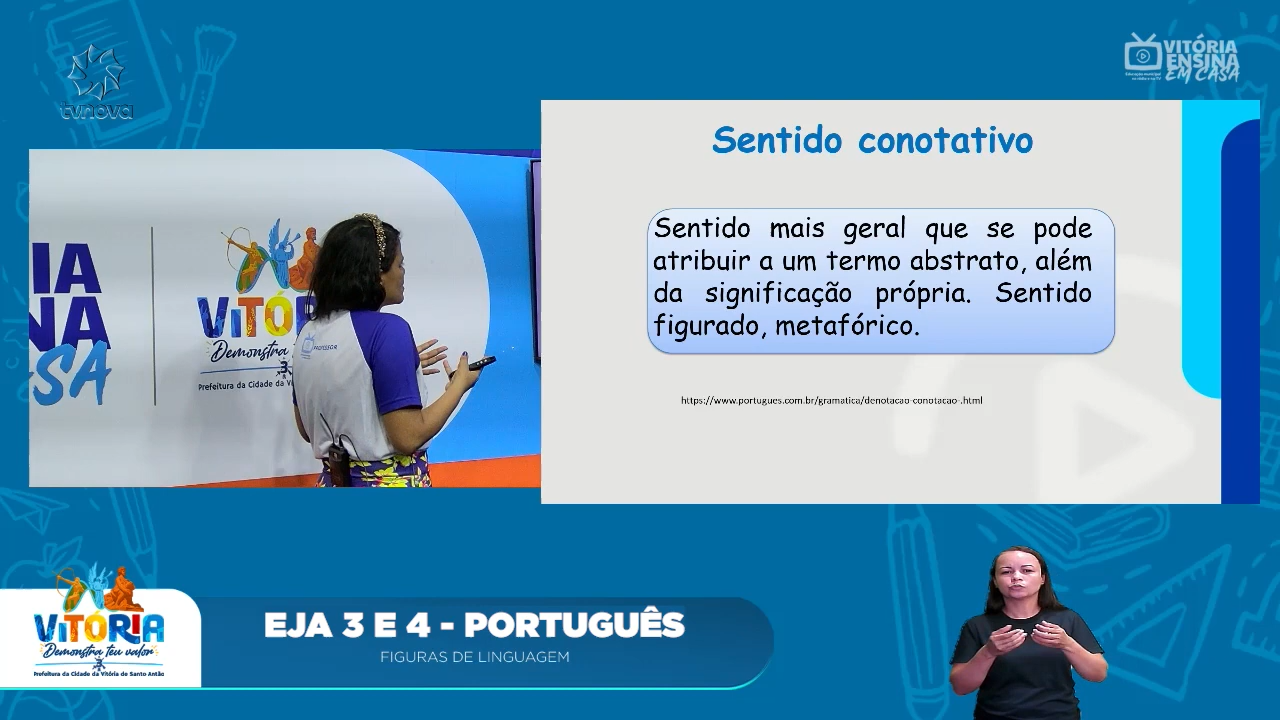 tvnova
VITÓRIA
ENSINA
EM CASA
Sentido conotativo
Sentido mais geral que se pode
atribuir a um termo abstrato, além
da significação própria. Sentido
figurado, metafórico.
https://www.portugues.com.br/gramatica/denotacao-conotacao-.html
IA
NA
SA
VITÓ
Demonstra
Prefeitura da Cidade da Vi
PROFESSOR
VITÓRIA
Demonstra teu valor
Prefeitura da Cidade da Vitória de Santo Antão
EJA 3 E 4 - PORTUGUÊS
FIGURAS DE LINGUAGEM